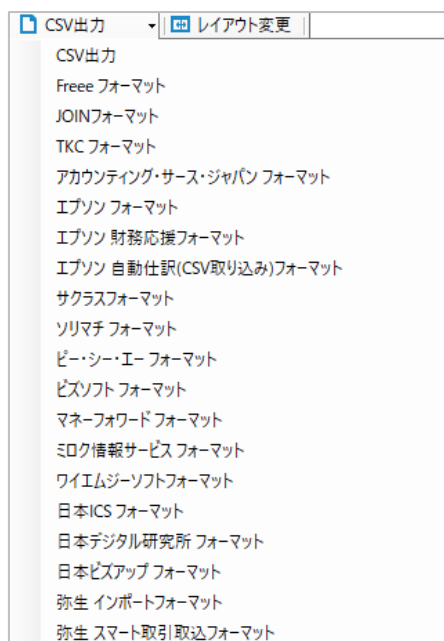 CSV出力 レイアウト変更
CSV出力
Freee フォーマット
JOINフォーマット
TKC フォーマット
アカウンティング・サース・ジャパン フォーマット
エプソン フォーマット
エプソン 財務応援フォーマット
エプソン 自動仕訳(CSV取り込み)フォーマット
サクラスフォーマット
ソリマチ フォーマット
ピー・シー・エー フォーマット
ビズソフト フォーマット
マネーフォワード フォーマット
ミロク情報サービス フォーマット
ワイエムジーソフトフォーマット
日本ICS フォーマット
日本デジタル研究所 フォーマット
日本ビズアップ フォーマット
弥生 インポートフォーマット
弥生 スマート取引取込フォーマット